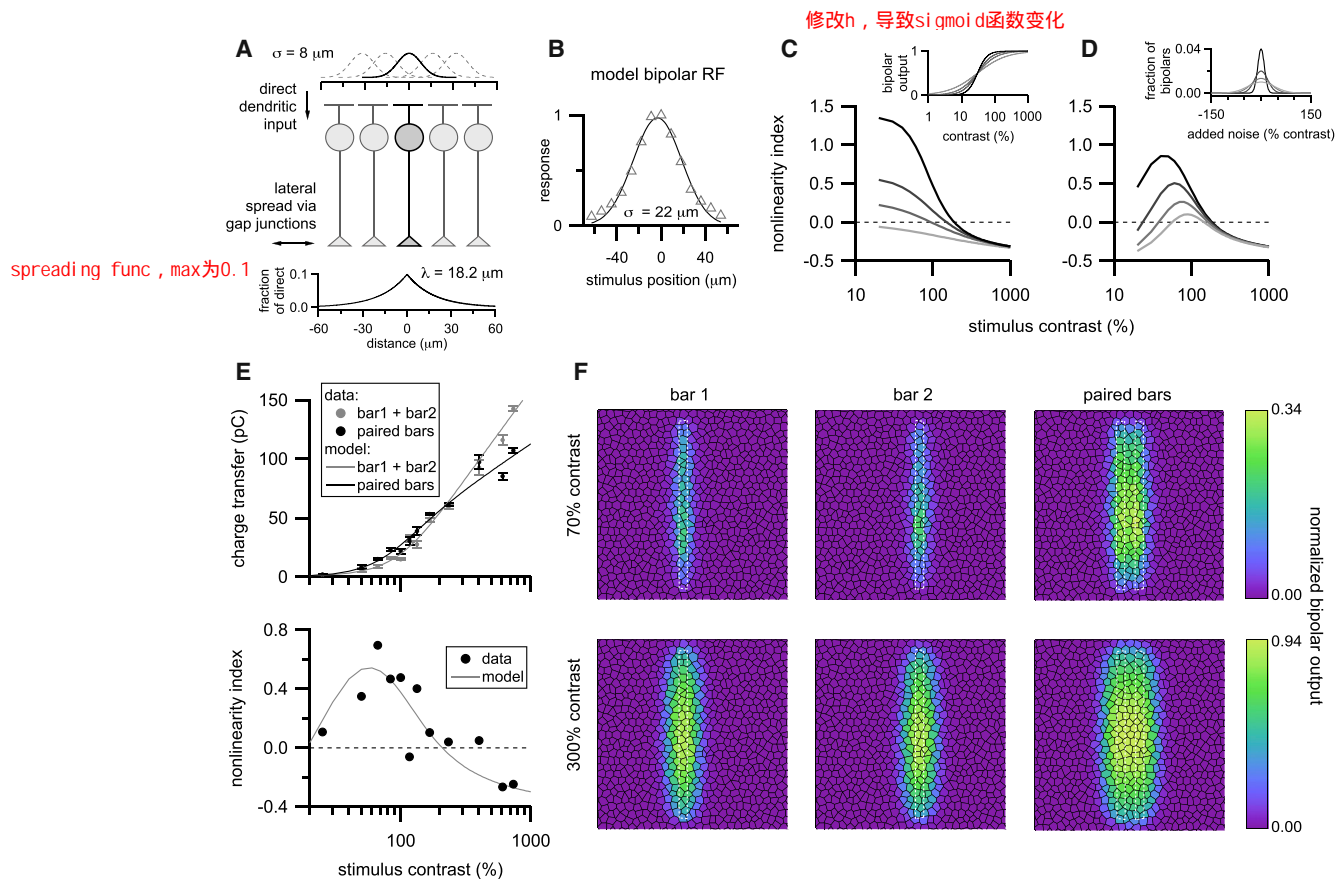 修改h，导致sigmoid函数变化
A
σ = 8 μm
direct
dendritic
input
lateral
spread via
gap junctions
spreading func，max为0.1
fraction
of direct
0.1
0.0
λ = 18.2 μm
-60
-30
0
30
60
distance (μm)
B
model bipolar RF
response
1
0
σ = 22 μm
-40
0
40
stimulus position (μm)
C
bipolar
output
1
0
1
10
100
1000
contrast (%)
nonlinearity index
1.5
1.0
0.5
0.0
-0.5
10
100
1000
D
fraction of
bipolars
0.04
0.00
-150
150
added noise (% contrast)
1.5
1.0
0.5
0.0
-0.5
10
100
1000
stimulus contrast (%)
E
charge transfer (pC)
150
100
50
0
data:
bar1 + bar2
paired bars
model:
bar1 + bar2
paired bars
nonlinearity index
0.8
0.4
0.0
-0.4
data
model
100
1000
stimulus contrast (%)
F
bar 1
bar 2
paired bars
70% contrast
300% contrast
0.34
0.00
0.94
0.00
normalized bipolar output